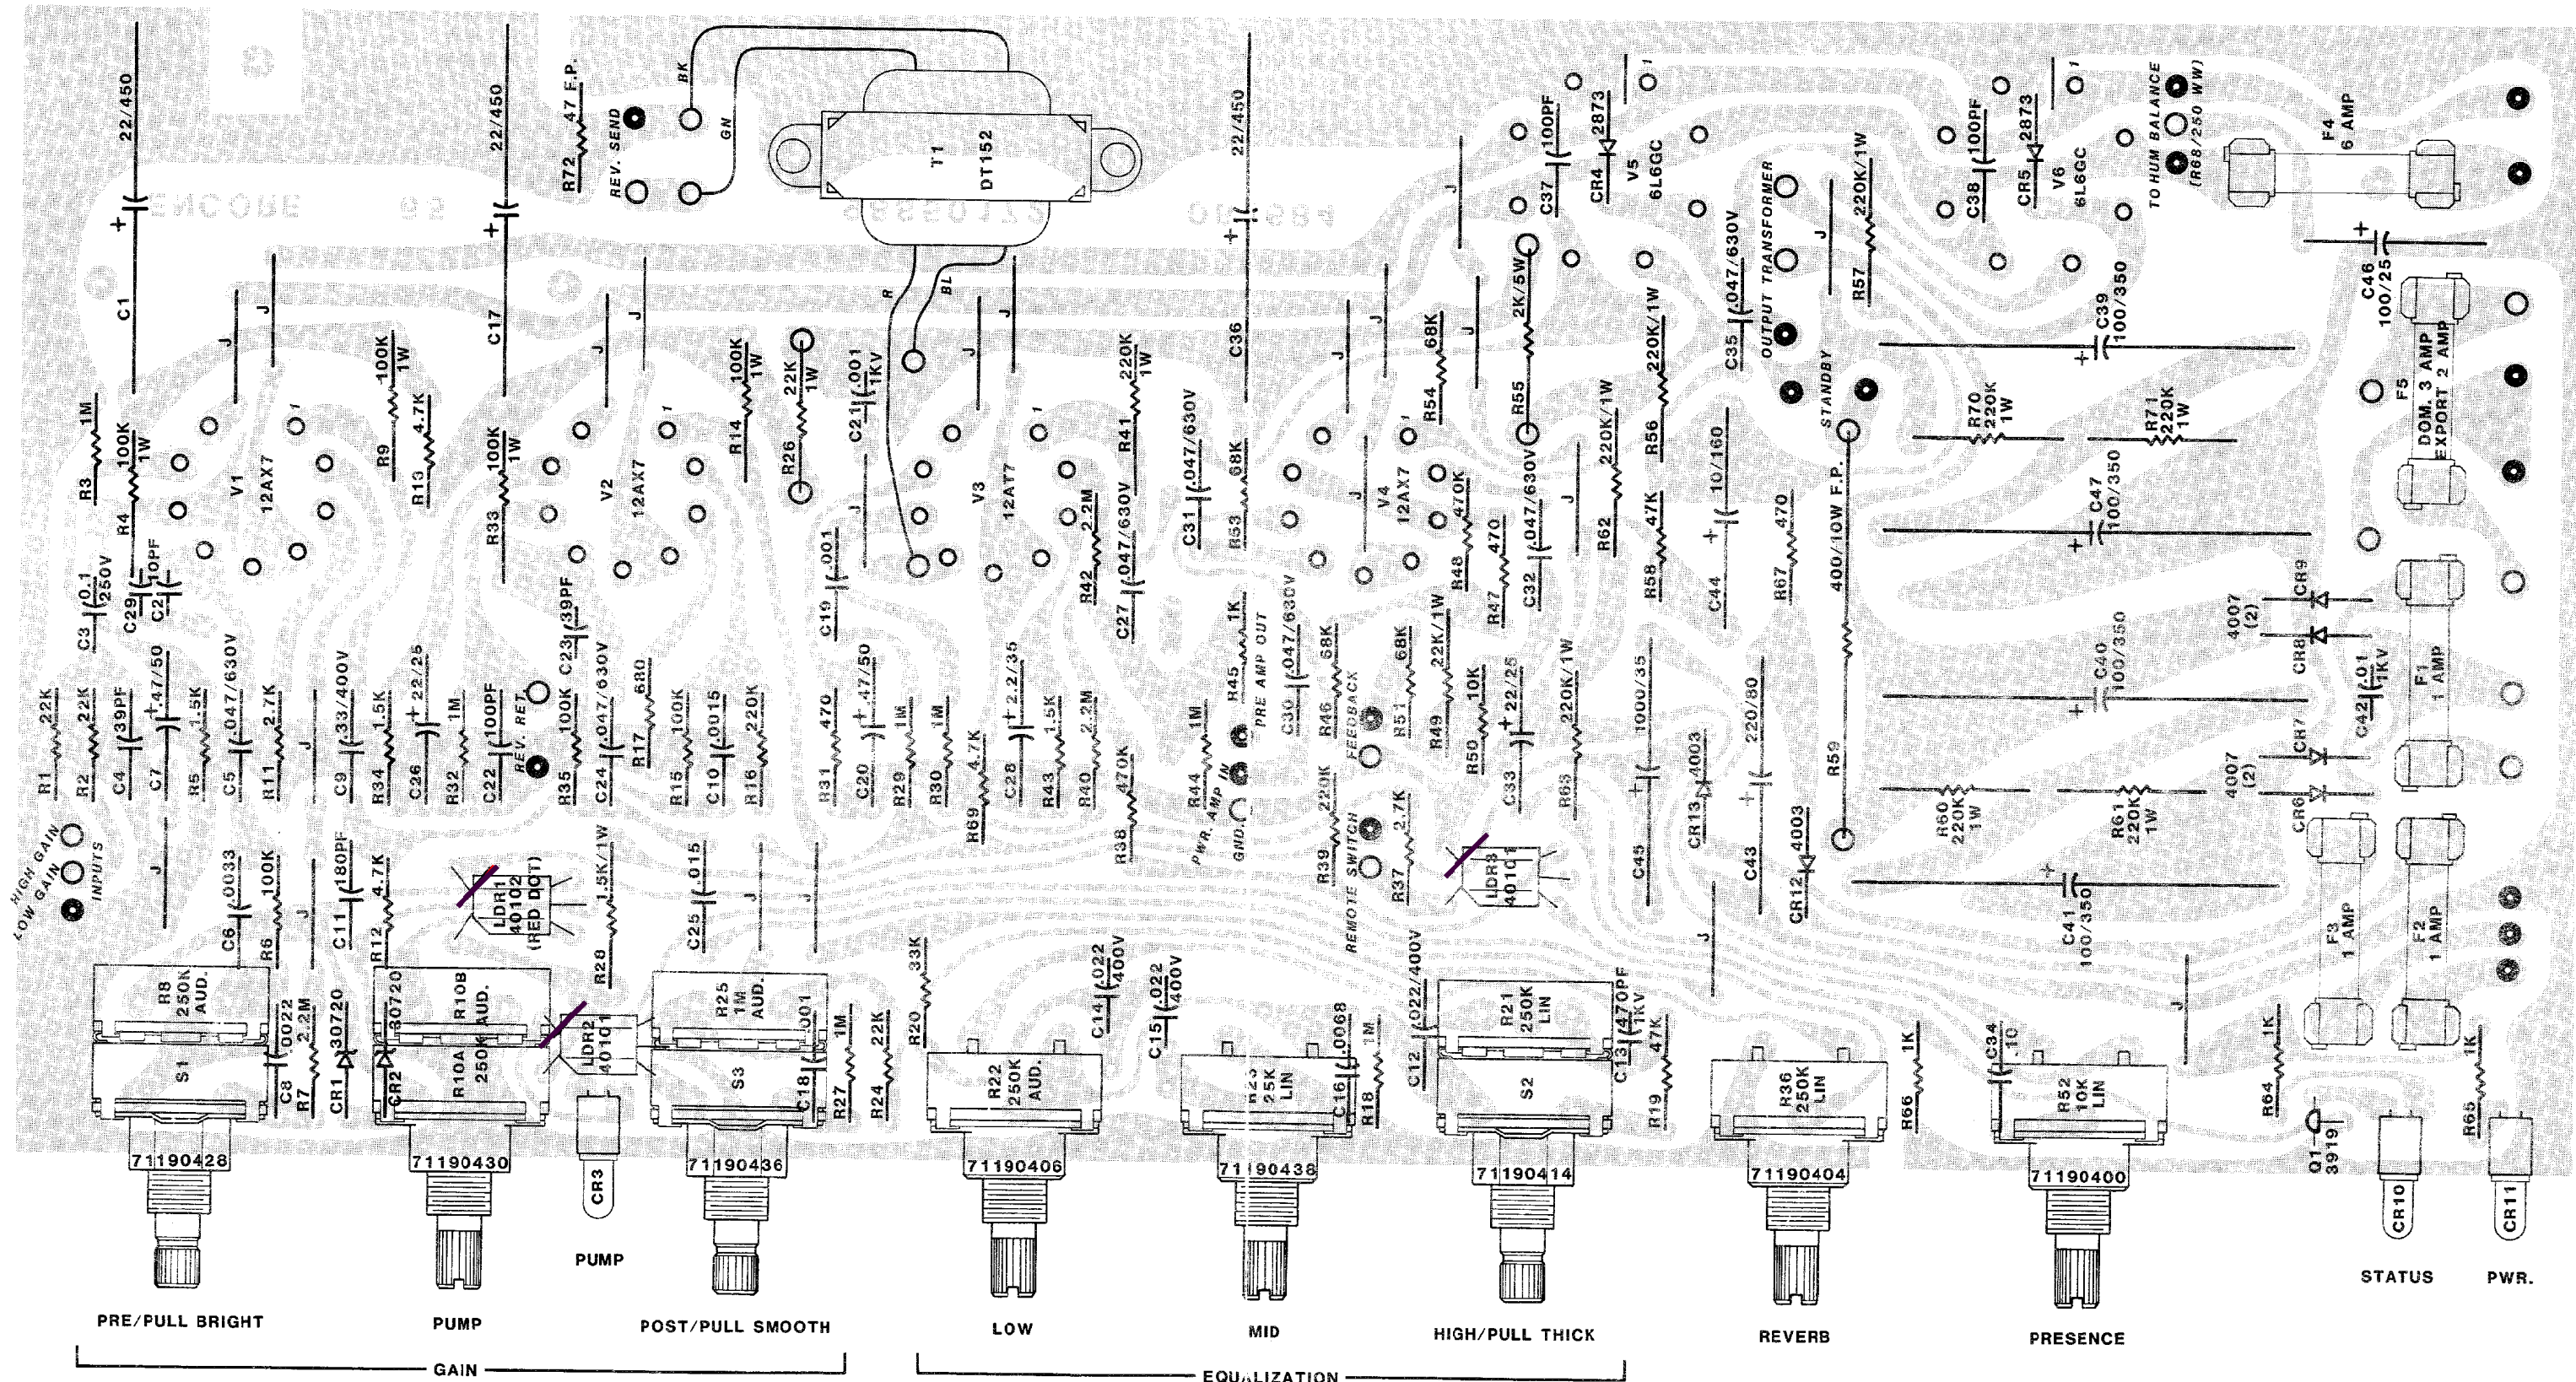 22/450
C1
22/450
C17
R72
47 F.P.
REV. SEND
BK
GN
T1
DT152
R
BL
22/450
C36
C37
100PF
CR4
2873
V5
6L6GC
1
C38
100PF
CR5
2873
V6
6L6GC
1
TO HUM BALANCE
(R68/250 WW)
F4
6 AMP
ENCORE
65
98550172
J
J
J
J
J
J
J
J
J
J
J
OUTPUT TRANSFORMER
R57
220K/1W
C46
100/25
C39
100/350
F5
DOM. 3 AMP
EXPORT 2 AMP
R3
1M
R4
100K
1W
V1
12AX7
1
R9
100K
1W
R13
4.7K
R33
100K
1W
V2
12AX7
1
R14
100K
1W
R26
22K
1W
C21
.001
1KV
J
V3
12AT7
1
R41
220K
1W
R42
2.2M
C31
.047/630V
R53
68K
J
V4
12AX7
1
R54
68K
R55
2K/5W
R48
470K
R47
470
C32
.047/630V
J
R62
220K/1W
R56
220K/1W
R58
47K
C35
.047/630V
C44
10/160
R67
470
STANDBY
400/10W F.P.
R59
R70
220K
1W
R71
220K
1W
C47
100/350
C3
0.1
250V
C29
10PF
C2
C23
39PF
C19
.001
C27
.047/630V
R45
1K
PRE AMP OUT
C30
.047/630V
R46
68K
FEEDBACK
R51
68K
R49
22K/1W
R50
10K
C33
22/25
R63
220K/1W
C45
1000/35
CR13
4003
C43
220/80
CR12
4003
C40
100/350
4007
(2)
CR9
CR8
C42
.01
1KV
F1
1 AMP
R1
22K
R2
22K
C4
39PF
C7
.47/50
R5
1.5K
C5
.047/630V
R11
2.7K
J
C9
.33/400V
R34
1.5K
C26
22/25
R32
1M
C22
100PF
REV. RET.
R35
100K
C24
.047/630V
R17
680
R15
100K
C10
.0015
R16
220K
R31
470
C20
.47/50
R29
1M
R30
1M
R69
4.7K
C28
2.2/35
R43
1.5K
R40
2.2M
R38
470K
R44
1M
PWR. AMP IN
GND.
R39
220K
REMOTE SWITCH
R37
2.7K
R60
220K
1W
R61
220K
1W
4007
(2)
CR7
CR6
HIGH GAIN
LOW GAIN
INPUTS
J
C6
.0033
R6
100K
J
C11
180PF
R12
4.7K
LDR1
40102
(RED DOT)
R28
1.5K/1W
C25
.015
J
J
R20
33K
C14
.022
400V
C15
.022
400V
LDR3
40101
J
C41
100/350
J
F3
1 AMP
F2
1 AMP
R8
250K
AUD.
S1
C8
.0022
R7
2.2M
CR1
30720
CR2
30720
R10B
R10A
250K AUD.
LDR2
40101
R25
1M
AUD.
S3
C18
.001
R27
1M
R24
22K
R22
250K
AUD.
25K
LIN
C16
.0068
R18
1M
C12
.022/400V
R21
250K
LIN
S2
C13
470PF
1KV
R19
47K
R36
250K
LIN
R66
1K
C34
.10
R52
10K
LIN
R64
1K
Q1
3919
R65
1K
71190428
71190430
CR3
71190436
71190406
71190438
71190414
71190404
71190400
CR10
CR11
PUMP
STATUS
PWR.
PRE/PULL BRIGHT
PUMP
POST/PULL SMOOTH
LOW
MID
HIGH/PULL THICK
REVERB
PRESENCE
GAIN
EQUALIZATION